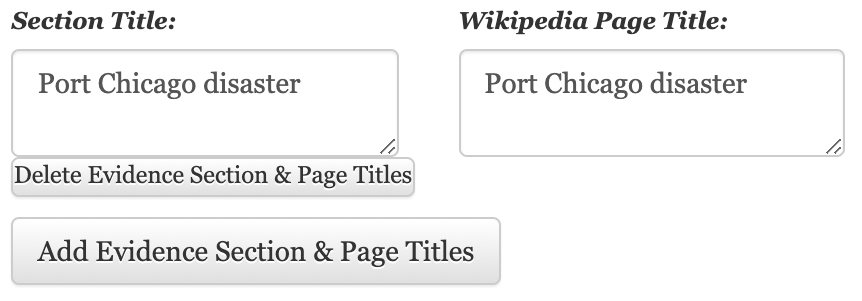 Section Title: Wikipedia Page Title:
Port Chicago disaster Port Chicago disaster
Delete Evidence Section & Page Titles
Add Evidence Section & Page Titles